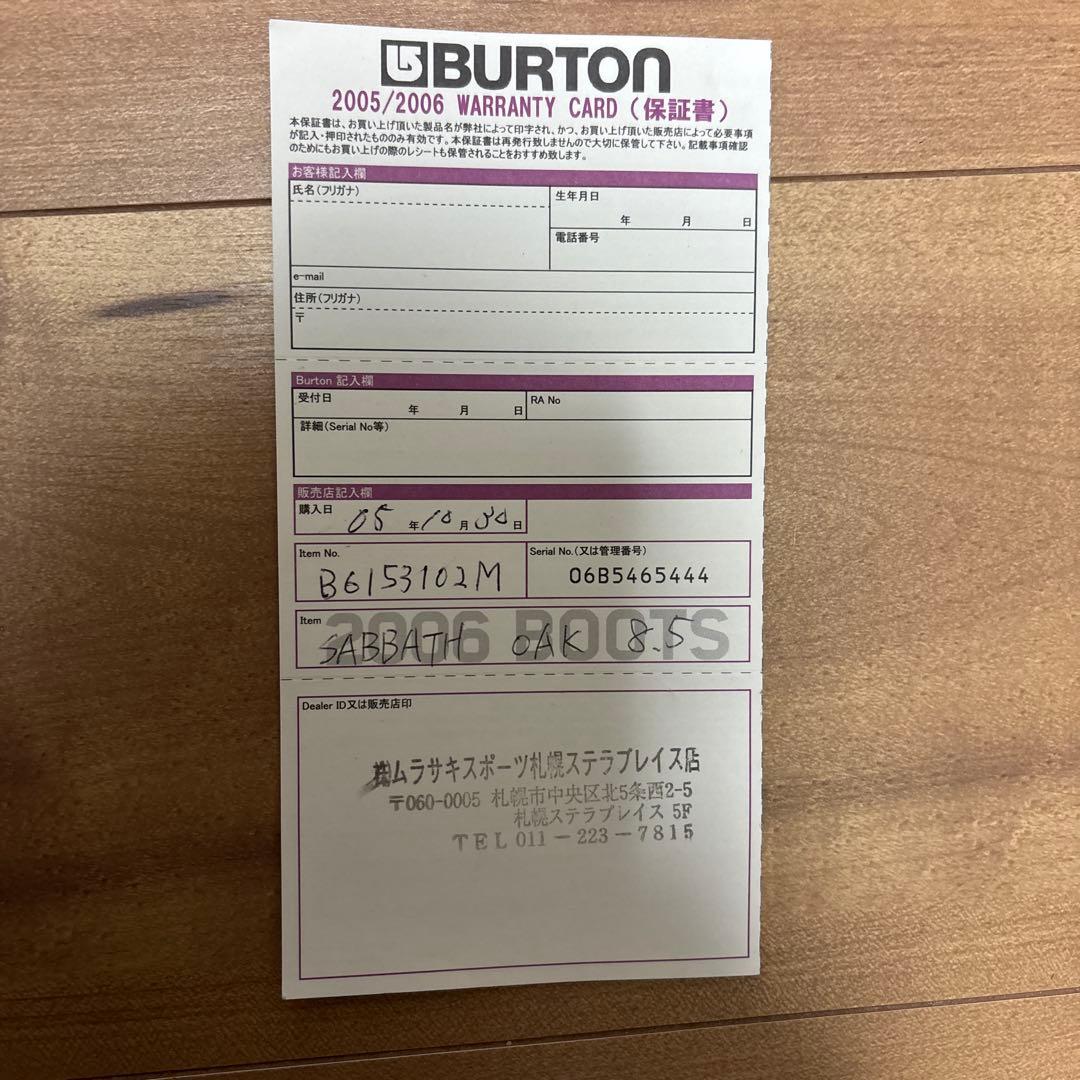 BURTON
2005/2006 WARRANTY CARD (保証書)
本保証書は、お買い上げ頂いた製品名が弊社によって印字され、かつ、お買い上げ頂いた販売店によって必要事項
が記入・押印されたもののみ有効です。本保証書は再発行致しませんので大切に保管して下さい。記載事項確認
のためにもお買い上げの際のレシートも保管されることをおすすめ致します。
お客様記入欄
氏名(フリガナ)
生年月日
年 月 日
電話番号
e-mail
住所(フリガナ)
〒
Burton 記入欄
受付日
年 月 日
RA No
詳細(Serial No等)
販売店記入欄
購入日
05 年 10 月 30 日
Item No.
B6153102M
Serial No.(又は管理番号)
06B5465444
Item
2006 BOOTS
SABBATH OAK 8.5
Dealer ID又は販売店印
㈱ムラサキスポーツ札幌ステラプレイス店
〒060-0005 札幌市中央区北5条西2-5
札幌ステラプレイス 5F
TEL 011-223-7815